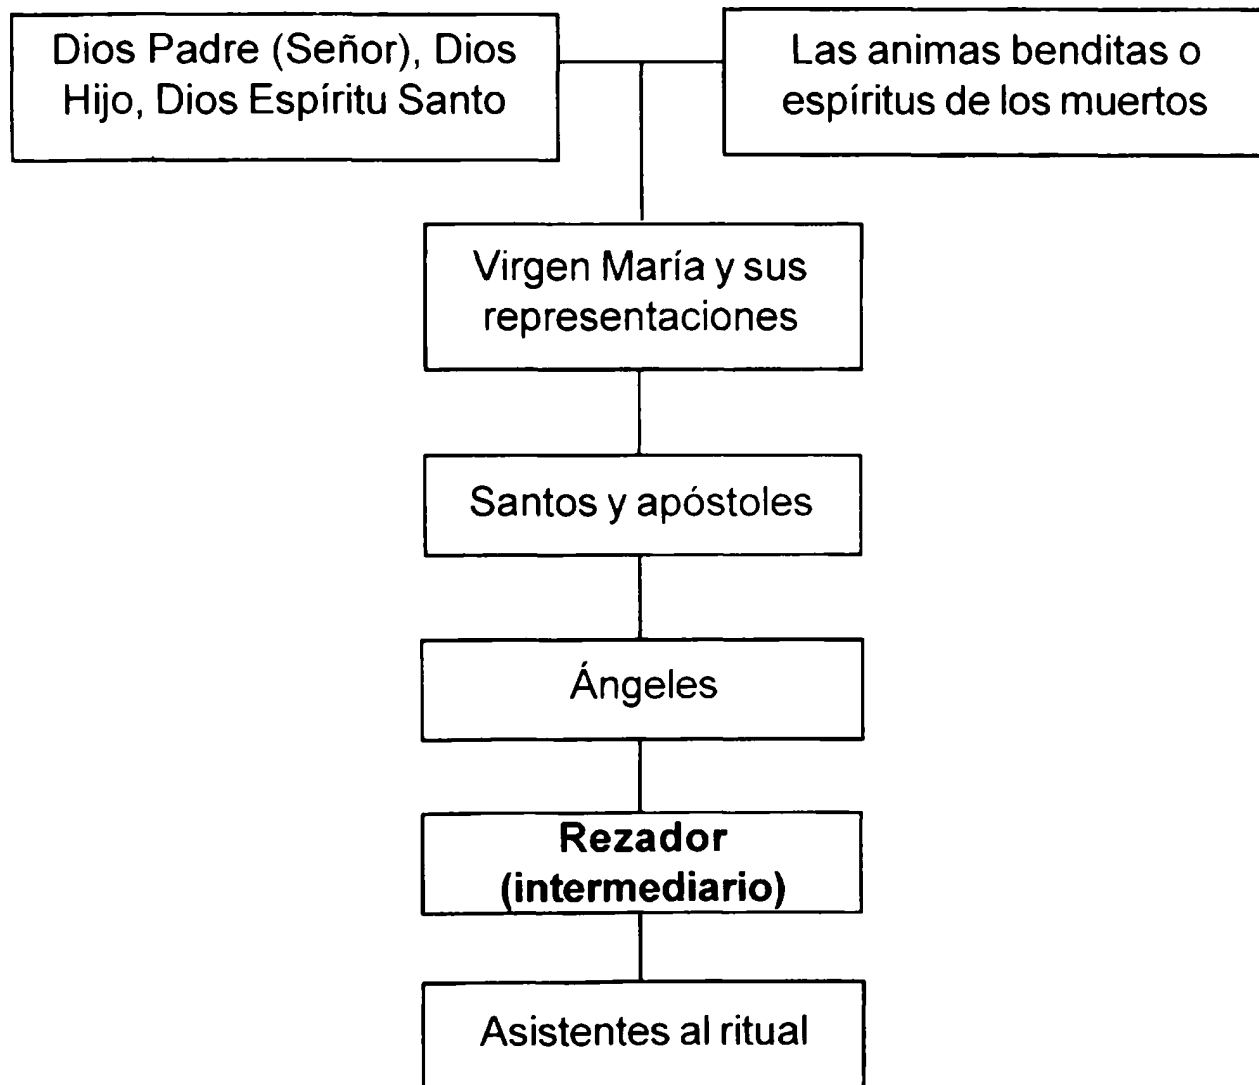 Dios Padre (Señor), Dios
Hijo, Dios Espíritu Santo
Las animas benditas o
espíritus de los muertos
Virgen María y sus
representaciones
Santos y apóstoles
Ángeles
Rezador
(intermediario)
Asistentes al ritual